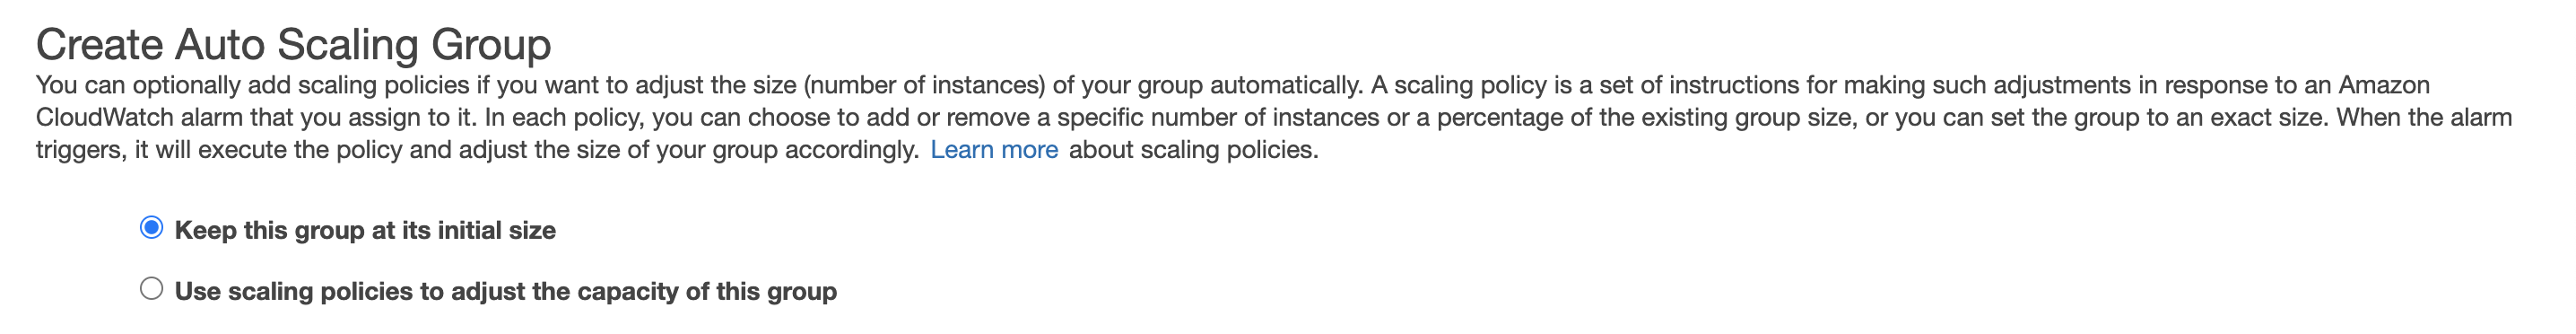 Create Auto Scaling Group
You can optionally add scaling policies if you want to adjust the size (number of instances) of your group automatically. A scaling policy is a set of instructions for making such adjustments in response to an Amazon
CloudWatch alarm that you assign to it. In each policy, you can choose to add or remove a specific number of instances or a percentage of the existing group size, or you can set the group to an exact size. When the alarm
triggers, it will execute the policy and adjust the size of your group accordingly. Learn more about scaling policies.
Keep this group at its initial size
Use scaling policies to adjust the capacity of this group